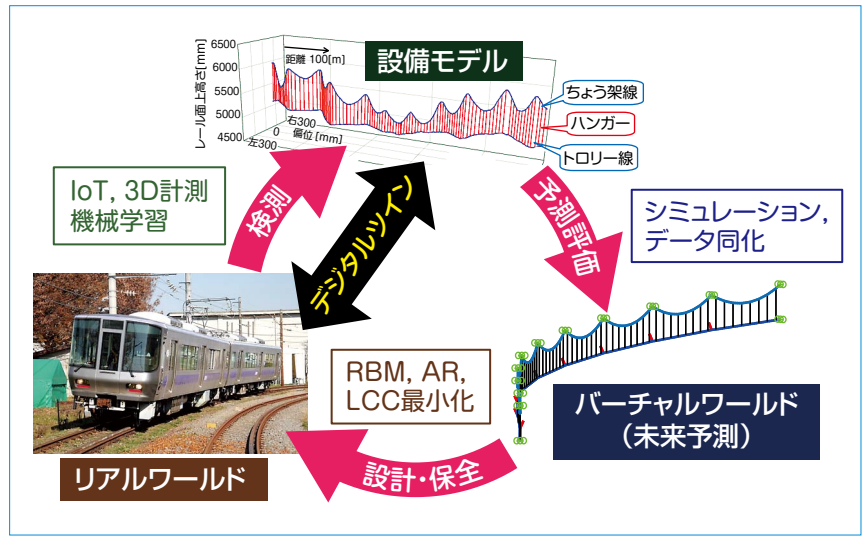 設備モデル
レール面上高さ[mm]
6500
6000
5500
5000
4500
距離 100[m]
右300
0
左300
偏位 [mm]
ちょう架線
ハンガー
トロリー線
IoT, 3D計測
機械学習
検測
デジタルツイン
予測評価
シミュレーション,
データ同化
RBM, AR,
LCC最小化
バーチャルワールド
(未来予測)
設計・保全
リアルワールド